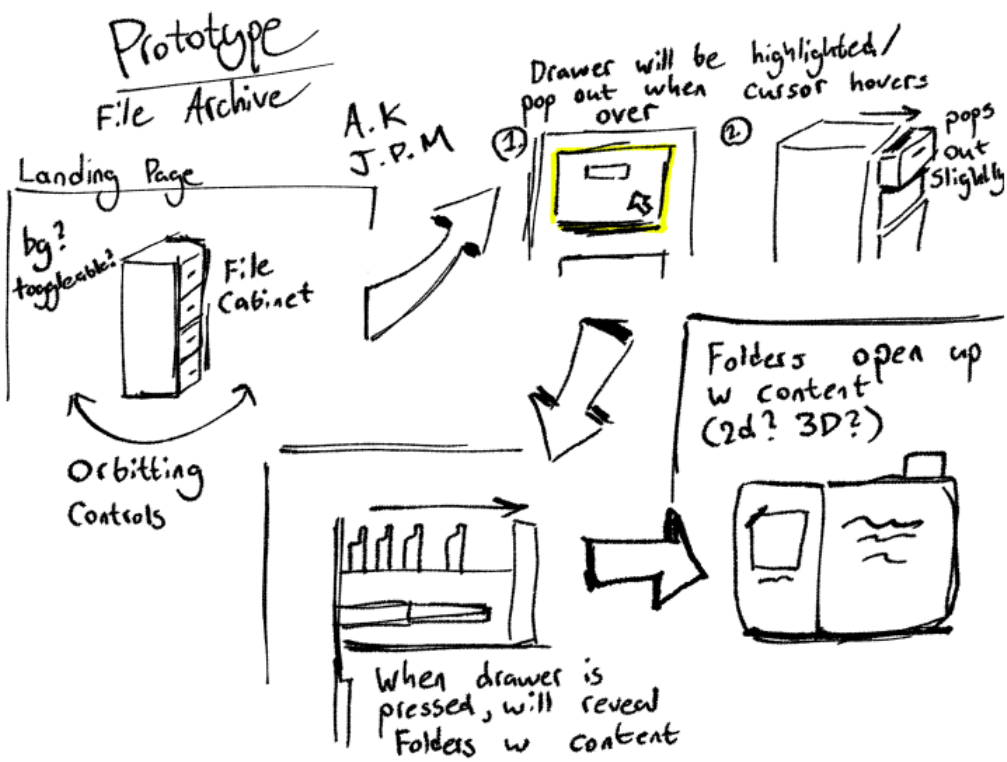 Prototype
File Archive
A.K
J.P.M
Landing Page
bg?
toggleable?
File
Cabinet
Orbitting
Controls
Drawer will be highlighted/
pop out when cursor hovers
over
1.
2.
pops
out
Slightly
When drawer is
pressed, will reveal
Folders w content
Folders open up
w content
(2d? 3D?)